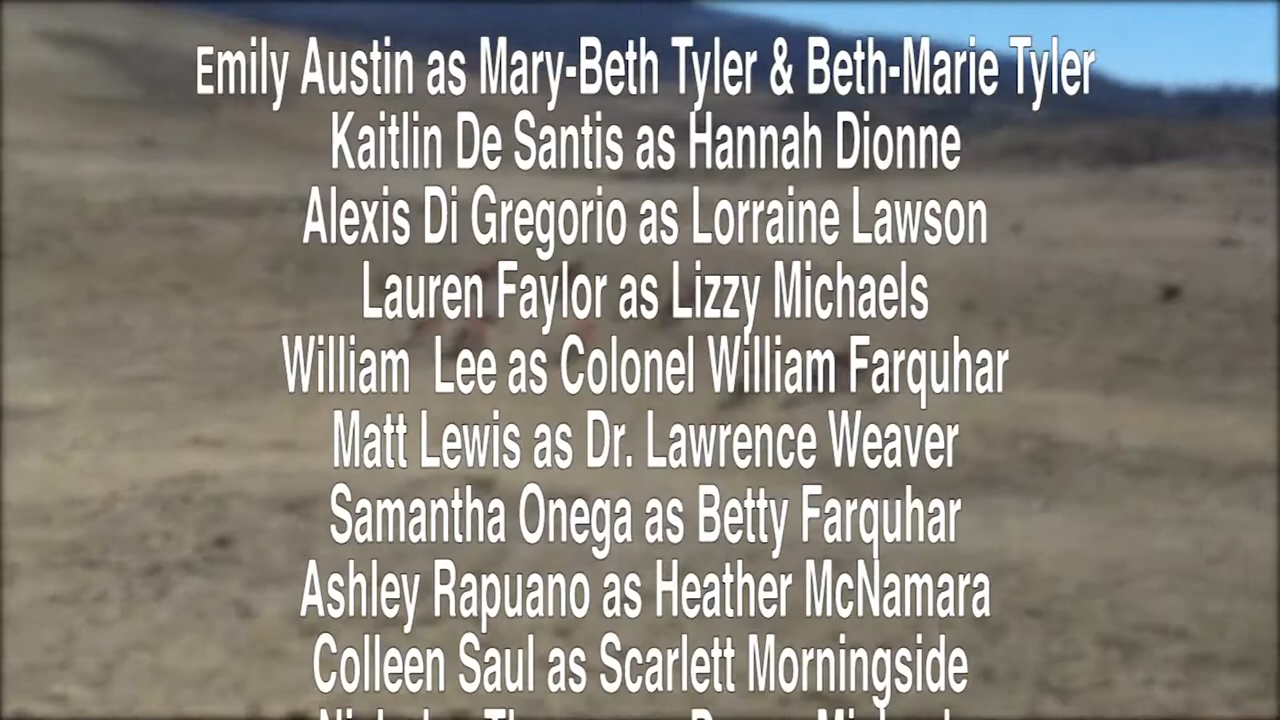 Emily Austin as Mary-Beth Tyler & Beth-Marie Tyler
Kaitlin De Santis as Hannah Dionne
Alexis Di Gregorio as Lorraine Lawson
Lauren Faylor as Lizzy Michaels
William  Lee as Colonel William Farquhar
Matt Lewis as Dr. Lawrence Weaver
Samantha Onega as Betty Farquhar
Ashley Rapuano as Heather McNamara
Colleen Saul as Scarlett Morningside